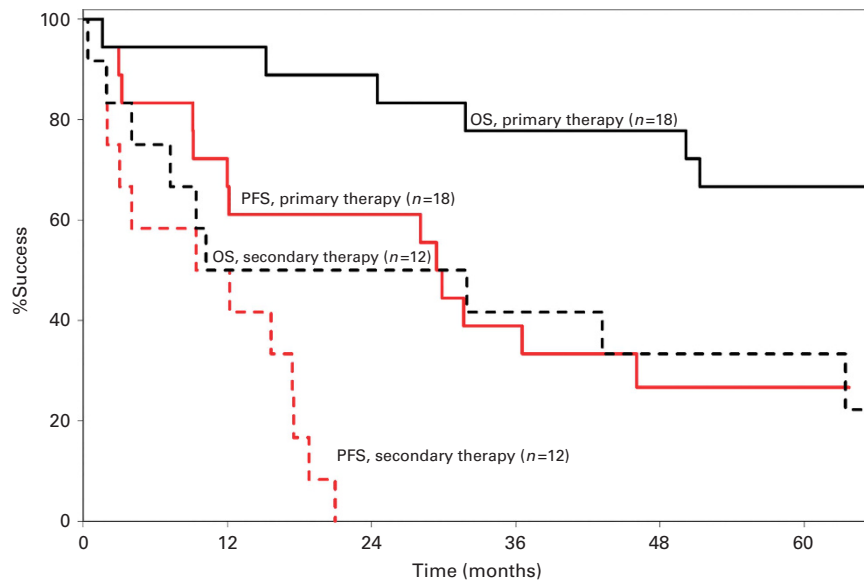 100
80
60
40
20
0
%Success
OS, primary therapy (n=18)
PFS, primary therapy (n=18)
OS, secondary therapy (n=12)
PFS, secondary therapy (n=12)
0 12 24 36 48 60
Time (months)